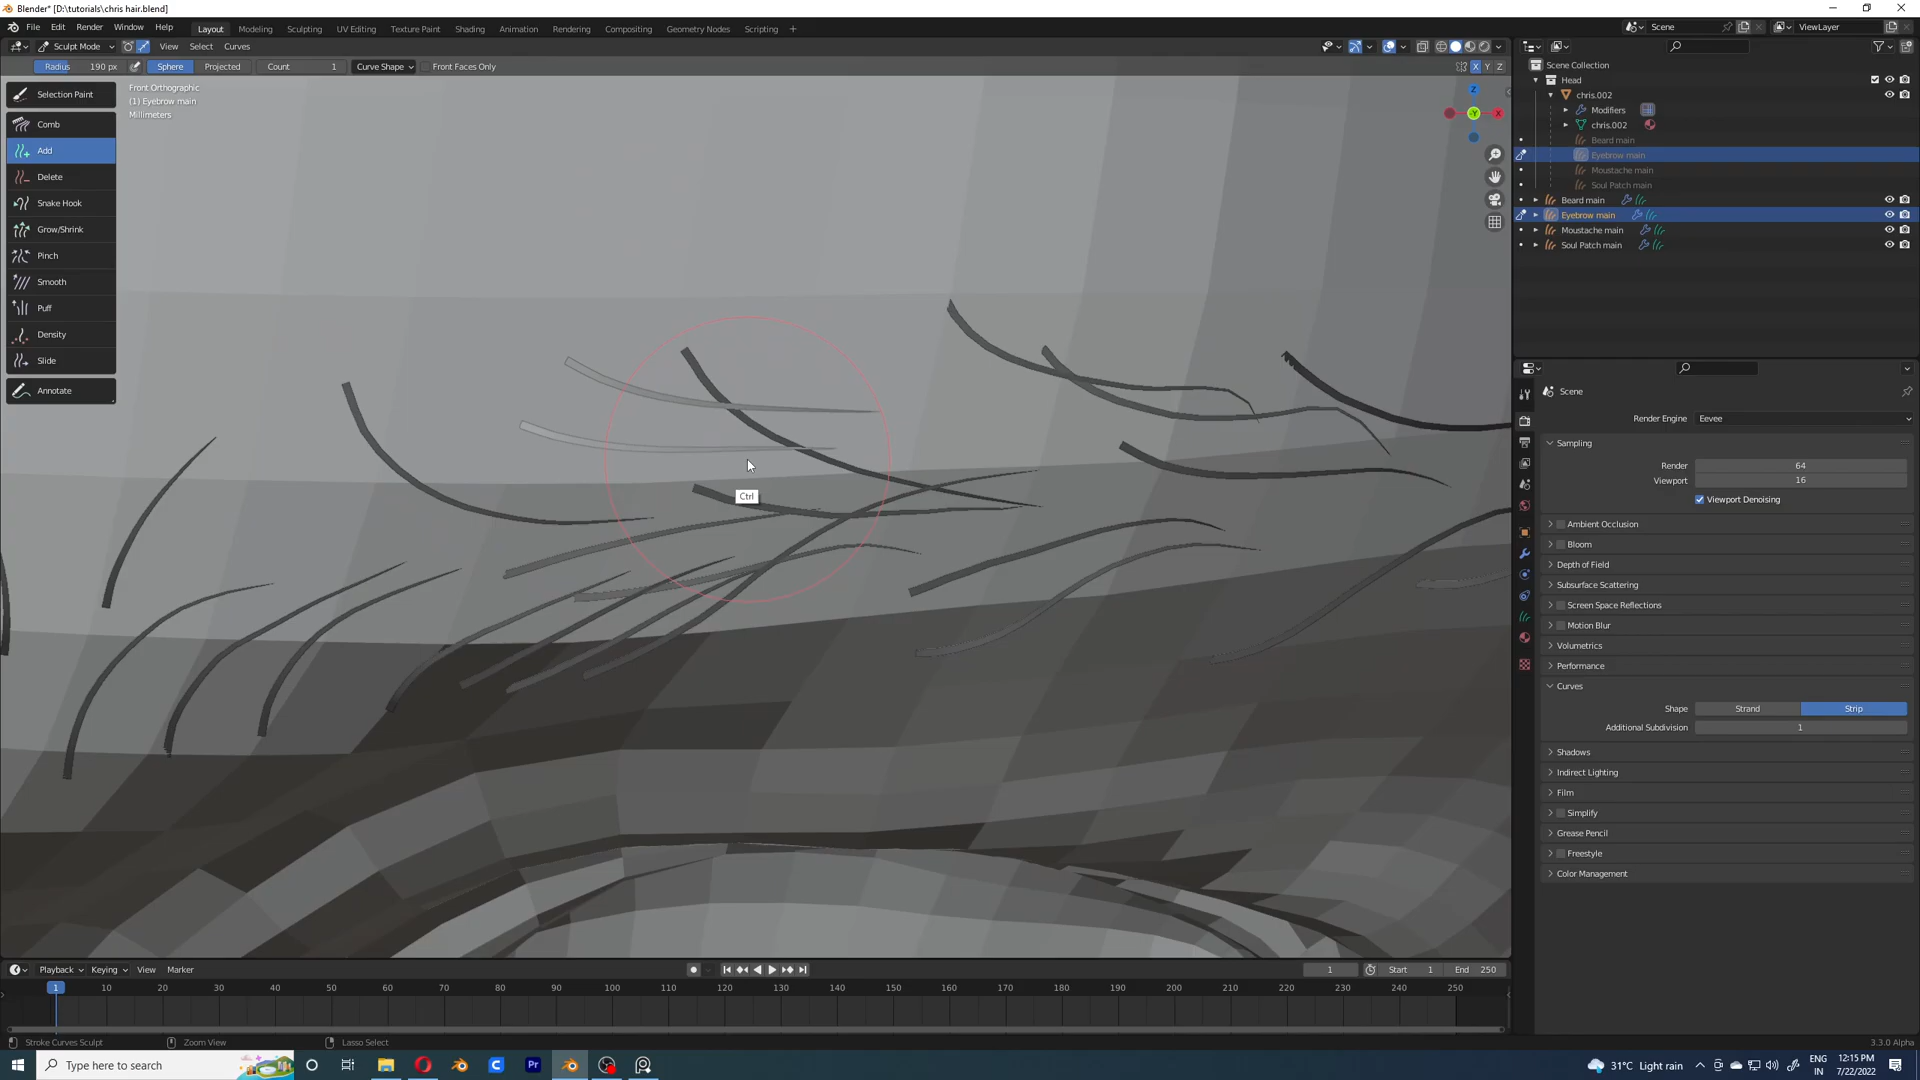 Blender* [D:\tutorials\chris hair.blend]
File Edit Render Window Help
Layout Modeling Sculpting UV Editing Texture Paint Shading Animation Rendering Compositing Geometry Nodes Scripting +
Scene ViewLayer
Sculpt Mode View Select Curves
Radius 190 px Sphere Projected Count 1 Curve Shape Front Faces Only
X Y Z
Selection Paint
Comb
Add
Delete
Snake Hook
Grow/Shrink
Pinch
Smooth
Puff
Density
Slide
Annotate
Front Orthographic
(1) Eyebrow main
Millimeters
Z
-Y
X
Ctrl
Scene Collection
Head
chris.002
Modifiers
chris.002
Beard main
Eyebrow main
Moustache main
Soul Patch main
Beard main
Eyebrow main
Moustache main
Soul Patch main
Scene
Render Engine Eevee
Sampling
Render 64
Viewport 16
Viewport Denoising
Ambient Occlusion
Bloom
Depth of Field
Subsurface Scattering
Screen Space Reflections
Motion Blur
Volumetrics
Performance
Curves
Shape Strand Strip
Additional Subdivision 1
Shadows
Indirect Lighting
Film
Simplify
Grease Pencil
Freestyle
Color Management
Playback Keying View Marker
1 Start 1 End 250
1 10 20 30 40 50 60 70 80 90 100 110 120 130 140 150 160 170 180 190 200 210 220 230 240 250
Stroke Curves Sculpt Zoom View Lasso Select
3.3.0 Alpha
Type here to search
Pr
31°C Light rain
ENG
IN
12:15 PM
7/22/2022